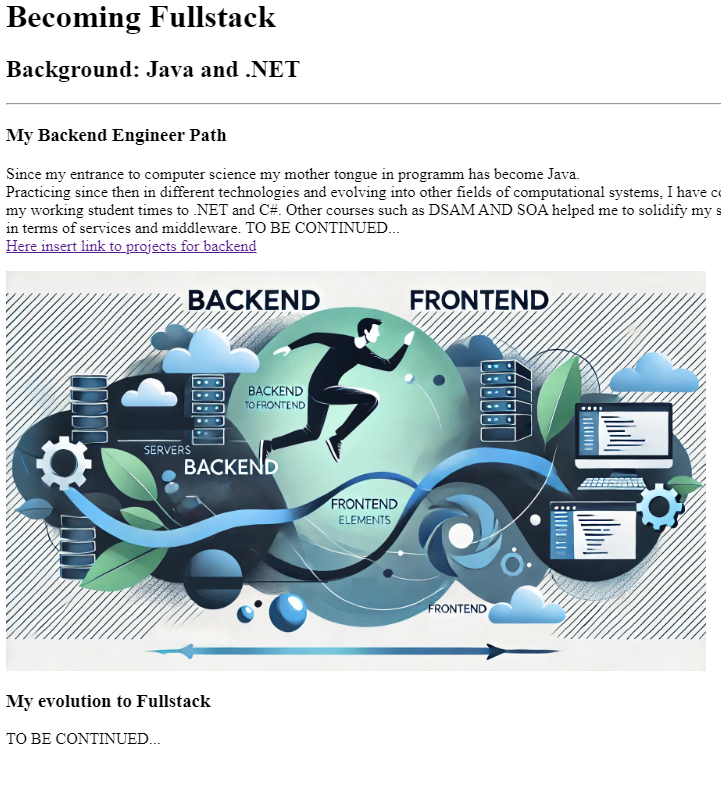 Becoming Fullstack
Background: Java and .NET
My Backend Engineer Path
Since my entrance to computer science my mother tongue in programm has become Java.
Practicing since then in different technologies and evolving into other fields of computational systems, I have
my working student times to .NET and C#. Other courses such as DSAM AND SOA helped me to solidify my
in terms of services and middleware. TO BE CONTINUED...
Here insert link to projects for backend
BACKEND FRONTEND
BACKEND
TO FRONTEND
SERVERS
BACKEND
FRONTEND
ELEMENTS
FRONTEND
My evolution to Fullstack
TO BE CONTINUED...